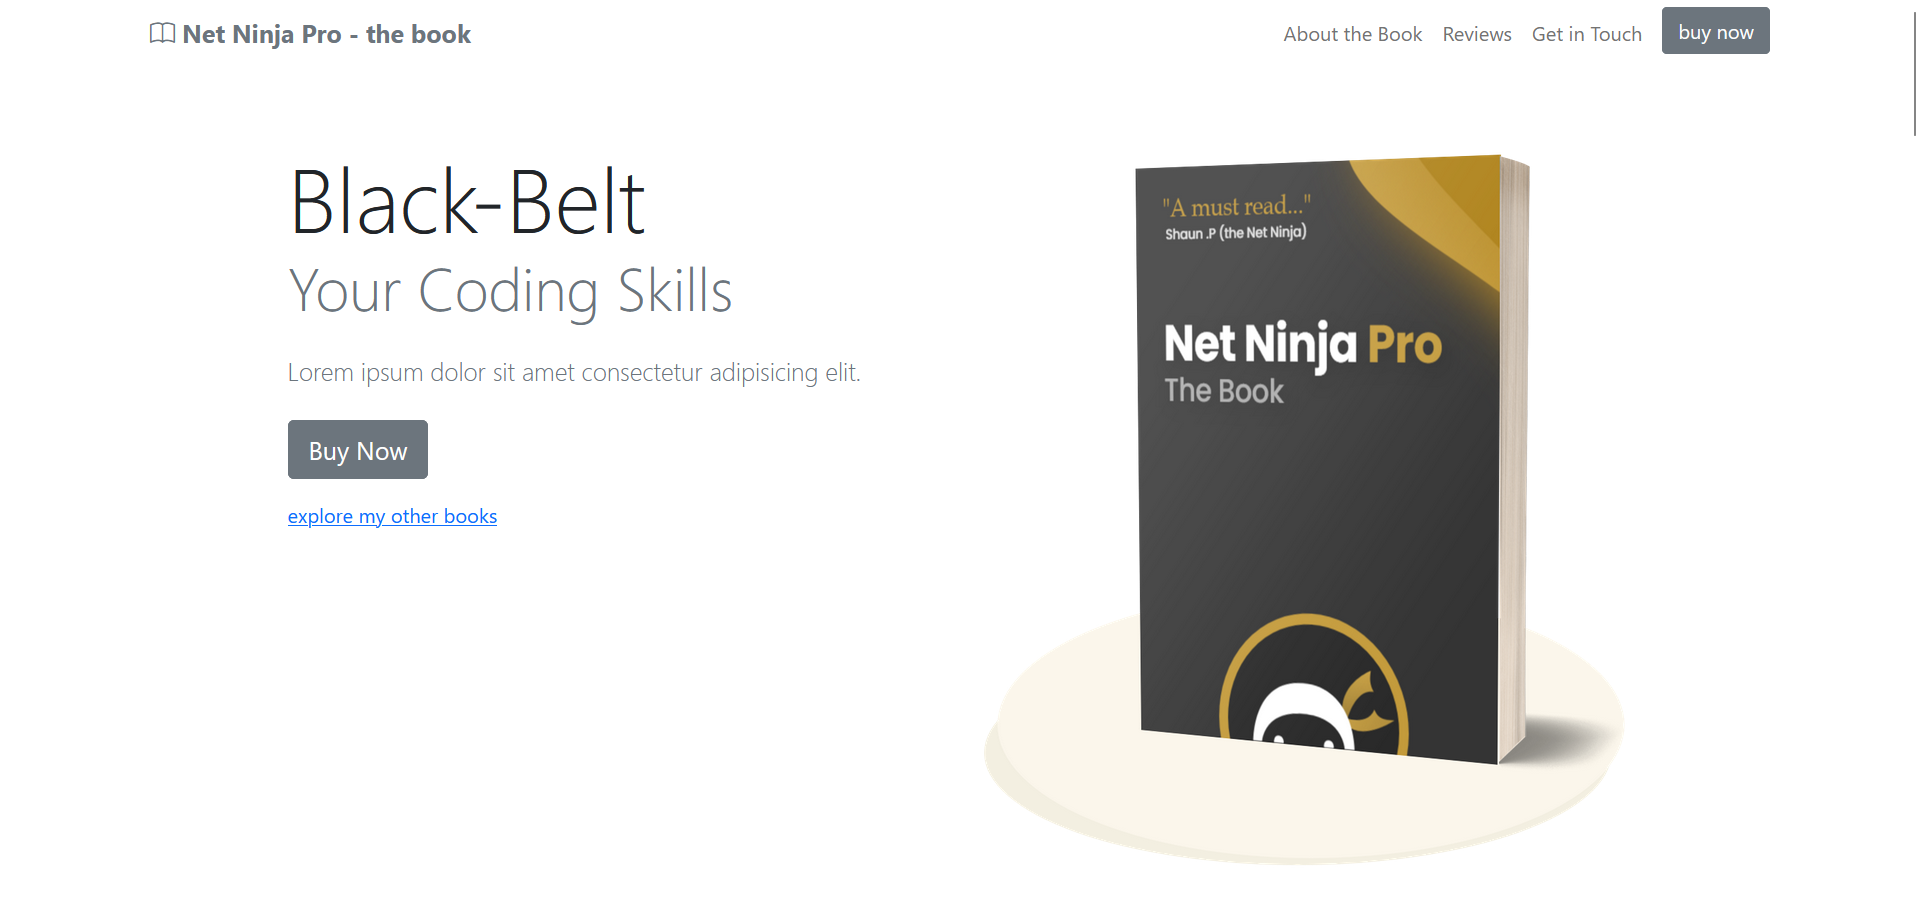 Net Ninja Pro - the book
About the Book
Reviews
Get in Touch
buy now
Black-Belt
Your Coding Skills
Lorem ipsum dolor sit amet consectetur adipisicing elit.
Buy Now
explore my other books
"A must read..."
Shaun .P (the Net Ninja)
Net Ninja Pro
The Book